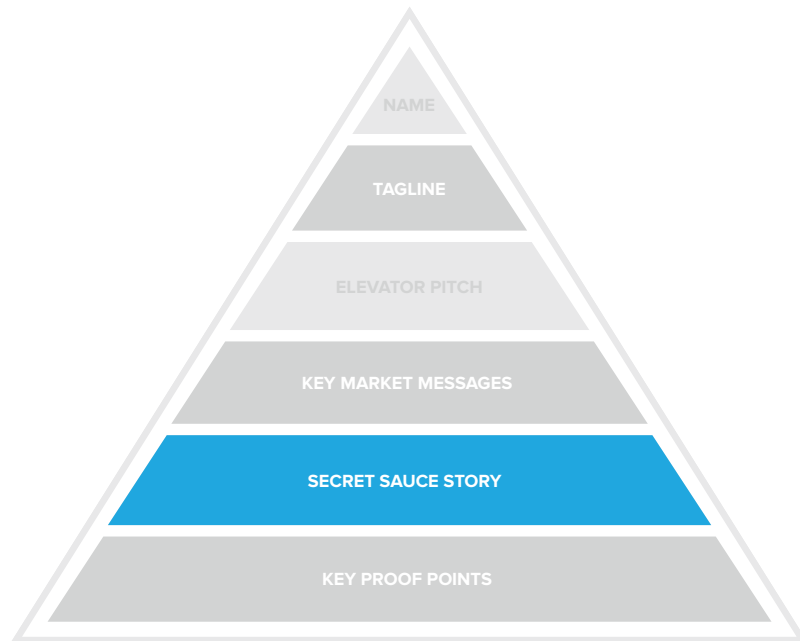 NAME
TAGLINE
ELEVATOR PITCH
KEY MARKET MESSAGES
SECRET SAUCE STORY
KEY PROOF POINTS